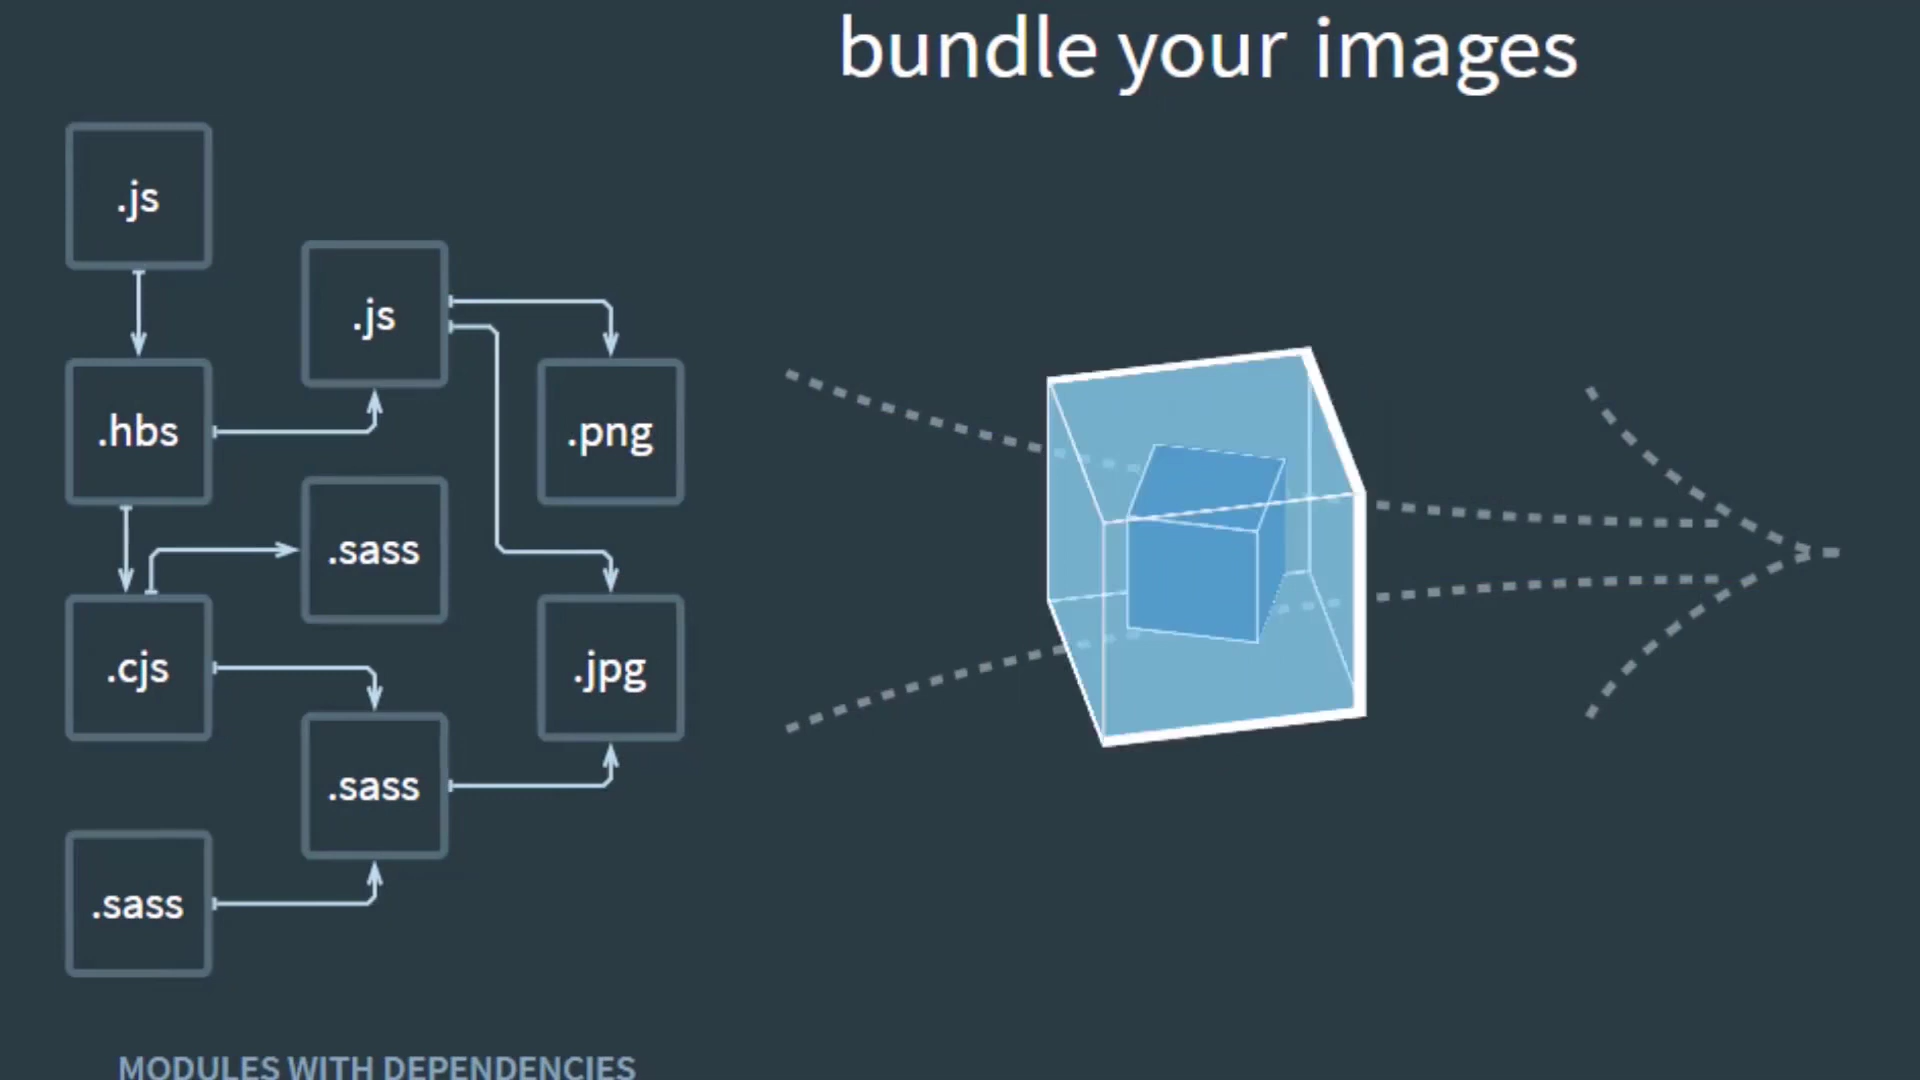 bundle your images
.js
.js
.hbs
.png
.sass
.cjs
.jpg
.sass
.sass
MODULES WITH DEPENDENCIES